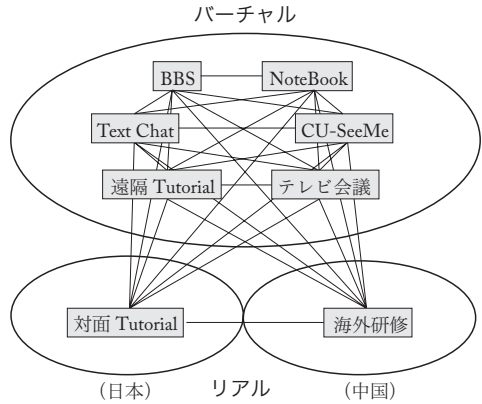 バーチャル
BBS NoteBook
Text Chat CU-SeeMe
遠隔 Tutorial テレビ会議
対面 Tutorial 海外研修
(日本) リアル (中国)